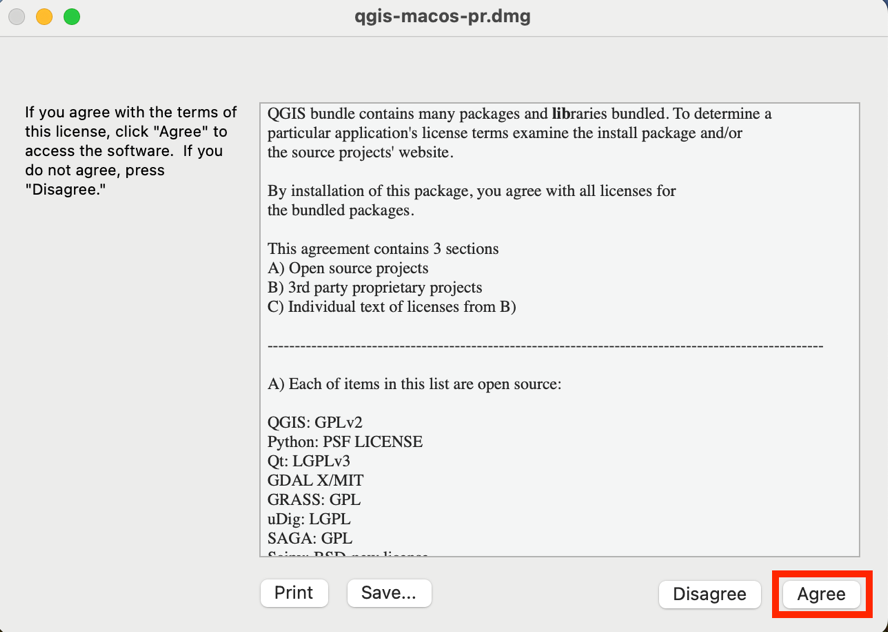 qgis-macos-pr.dmg
If you agree with the terms of
this license, click "Agree" to
access the software.  If you
do not agree, press
"Disagree."
QGIS bundle contains many packages and libraries bundled. To determine a
particular application's license terms examine the install package and/or
the source projects' website.
By installation of this package, you agree with all licenses for
the bundled packages.
This agreement contains 3 sections
A) Open source projects
B) 3rd party proprietary projects
C) Individual text of licenses from B)
A) Each of items in this list are open source:
QGIS: GPLv2
Python: PSF LICENSE
Qt: LGPLv3
GDAL X/MIT
GRASS: GPL
uDig: LGPL
SAGA: GPL
Print
Save...
Disagree
Agree